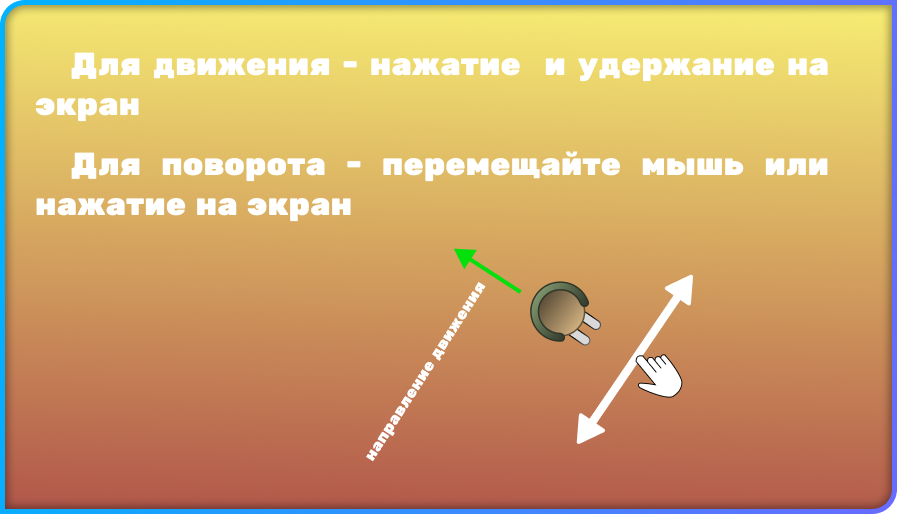 Для движения - нажатие и удержание на
экран
Для поворота - перемещайте мышь или
нажатие на экран
направление движения